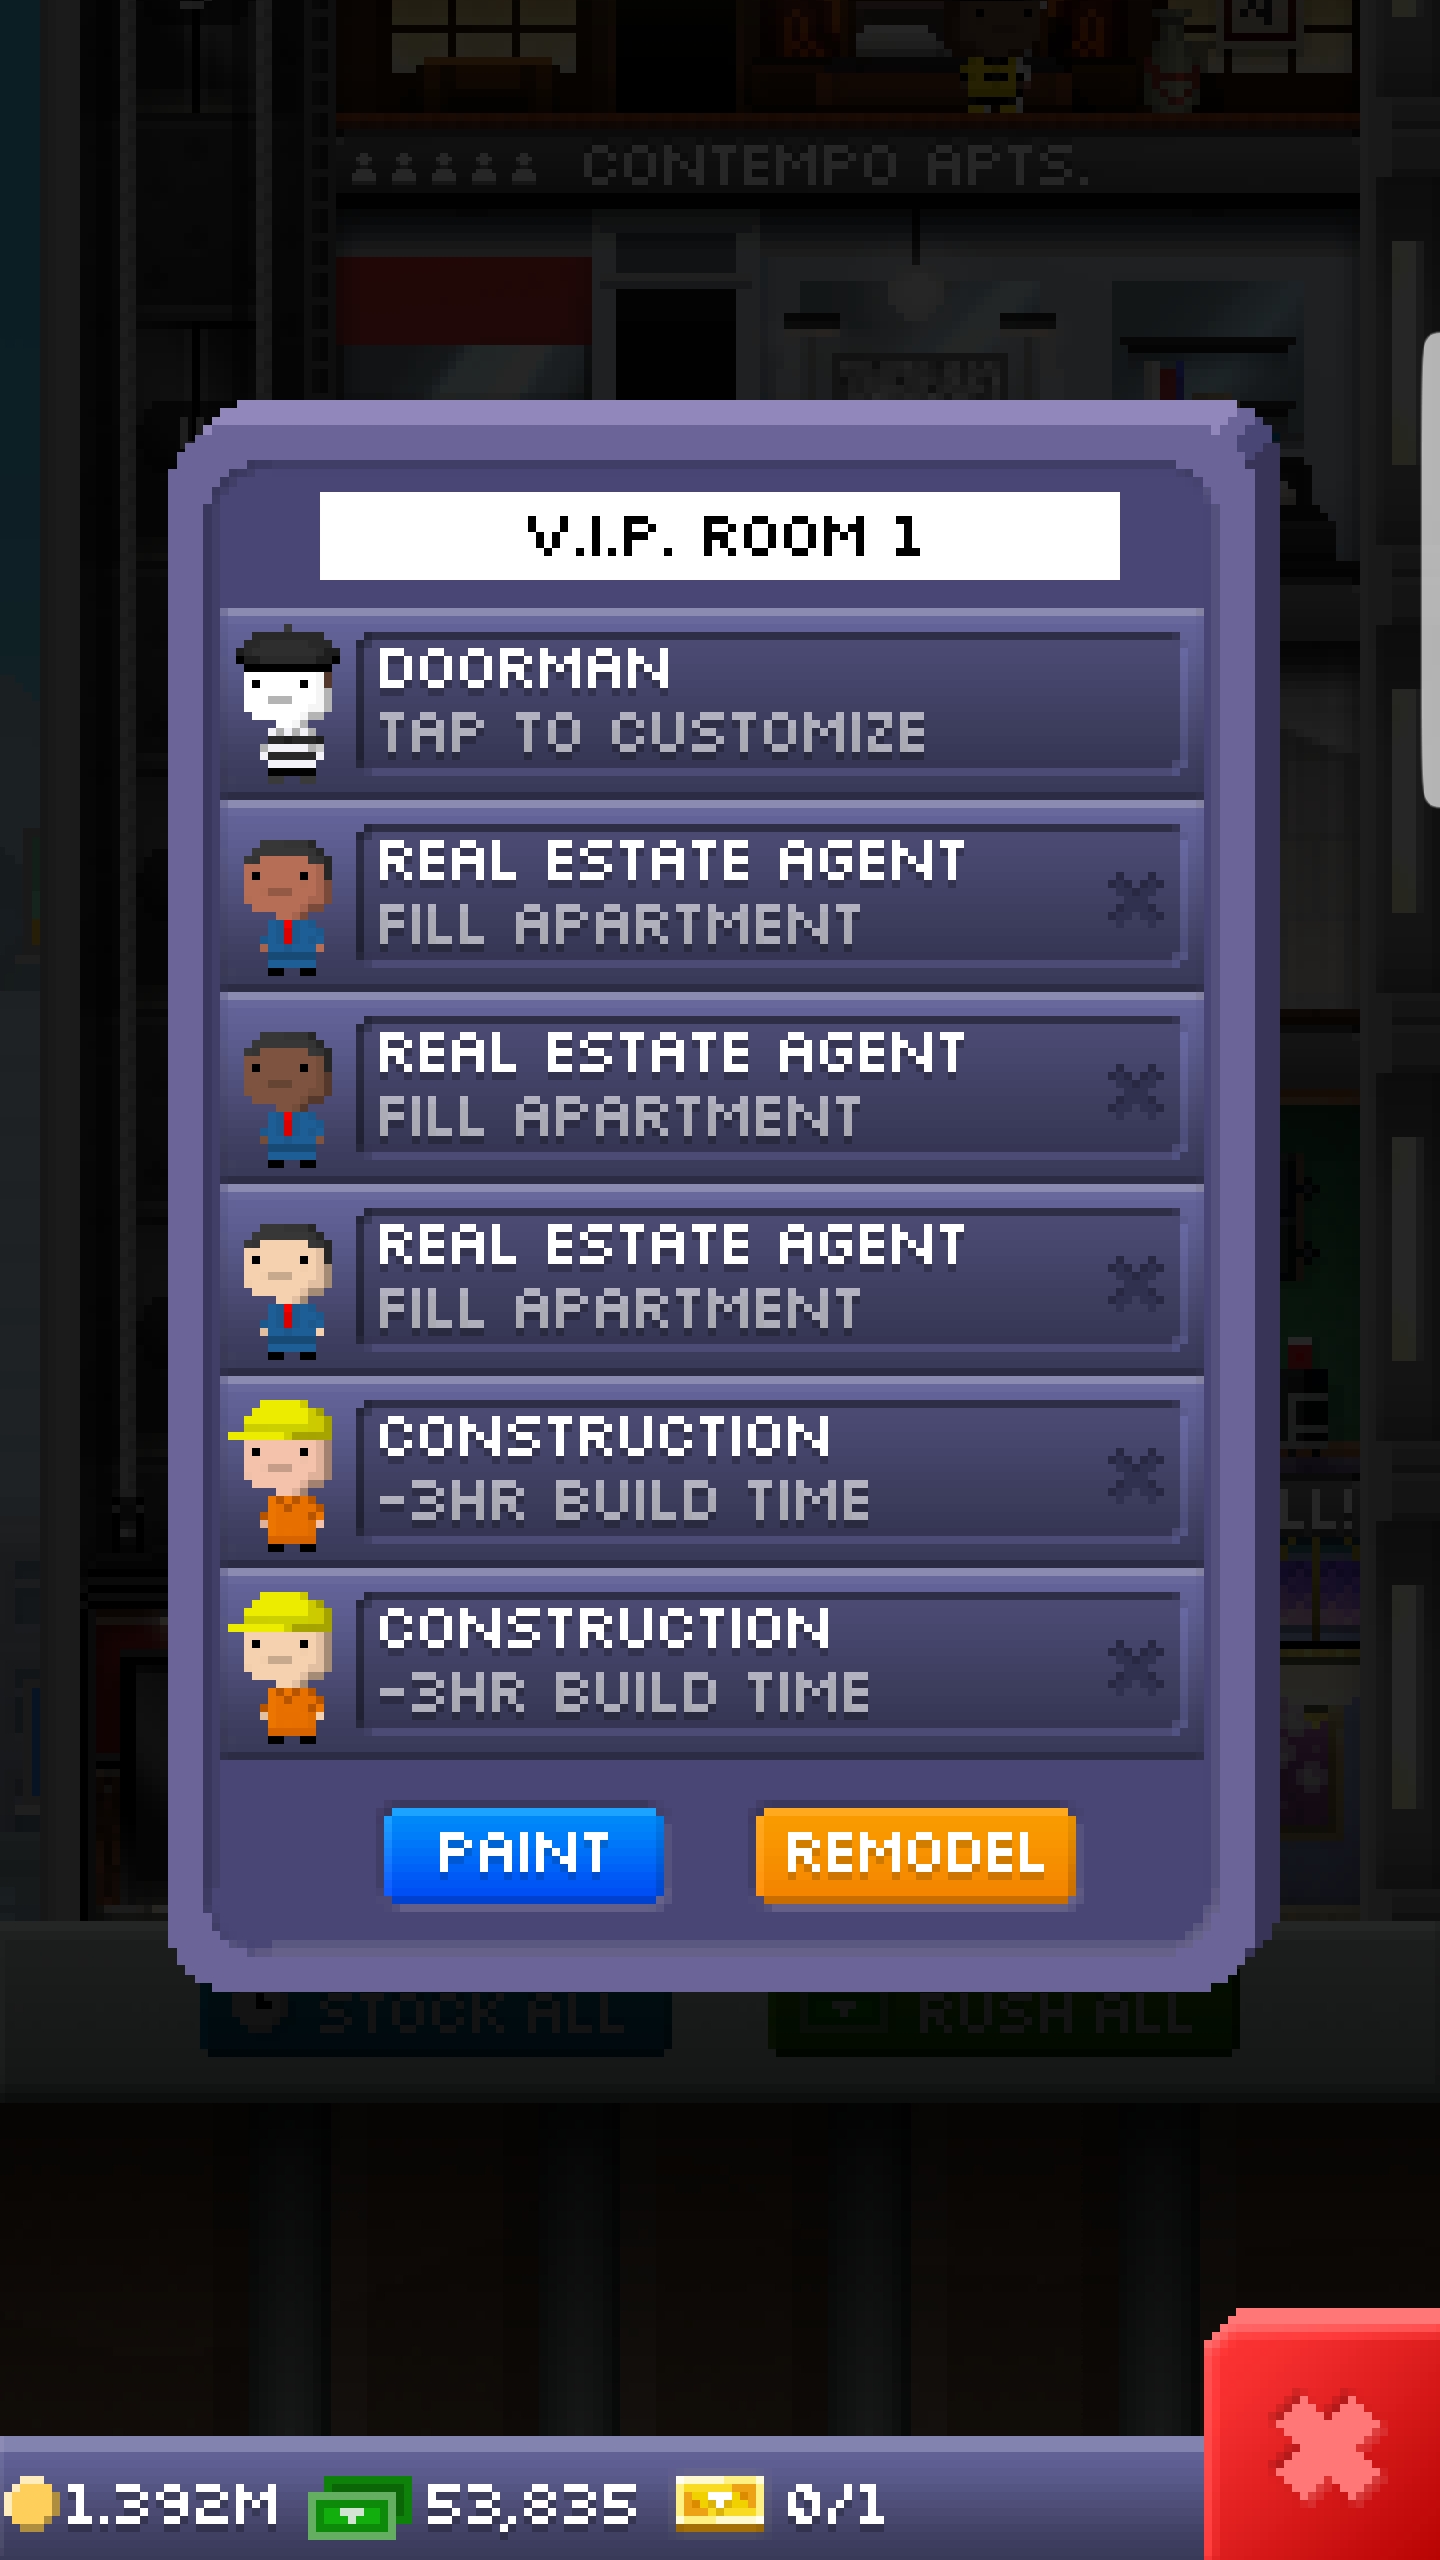 CONTEMPO APTS.
V.I.P. ROOM 1
DOORMAN
TAP TO CUSTOMIZE
REAL ESTATE AGENT
FILL APARTMENT
REAL ESTATE AGENT
FILL APARTMENT
REAL ESTATE AGENT
FILL APARTMENT
CONSTRUCTION
-3HR BUILD TIME
LL!
CONSTRUCTION
-3HR BUILD TIME
PAINT REMODEL
STOCK ALL RUSH ALL
1.392M 53,835 0/1